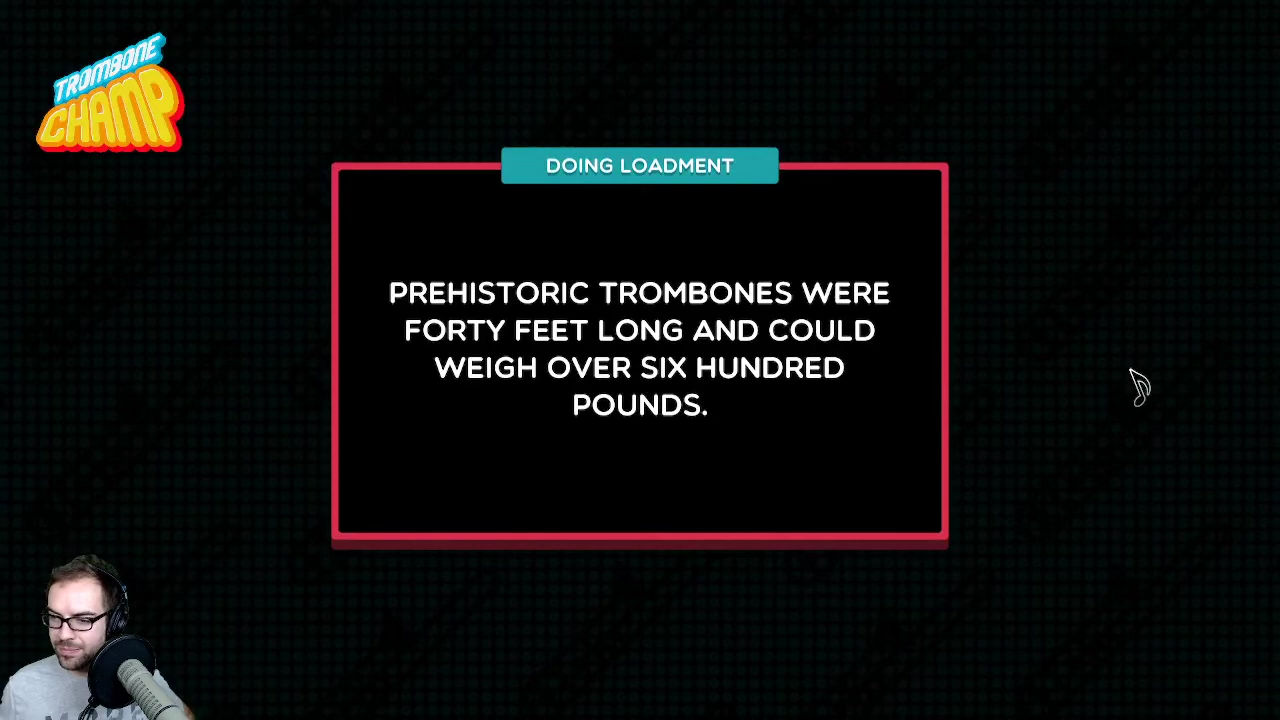 TROMBONE
CHAMP
DOING LOADMENT
PREHISTORIC TROMBONES WERE
FORTY FEET LONG AND COULD
WEIGH OVER SIX HUNDRED
POUNDS.